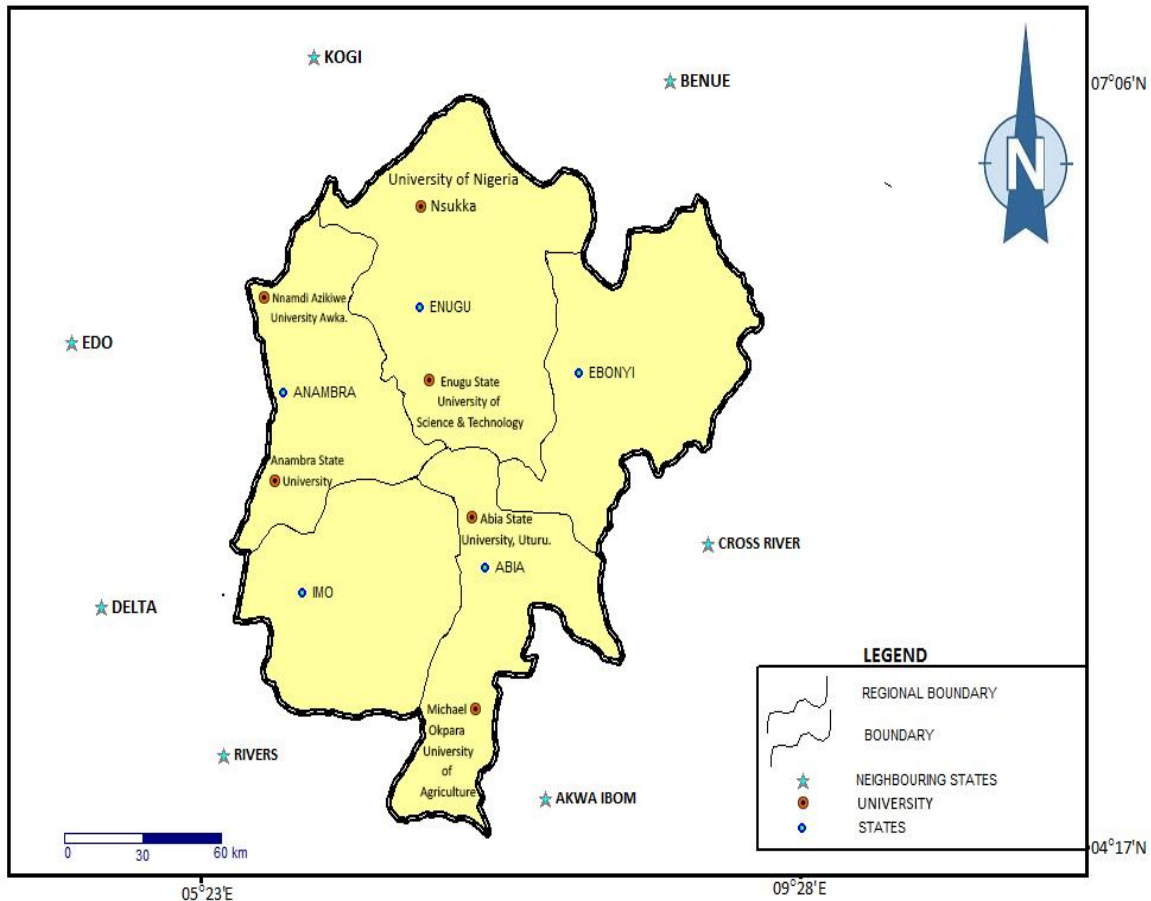 KOGI
BENUE
07°06'N
N
University of Nigeria
Nsukka
Nnamdi Azikiwe
University Awka.
ENUGU
EDO
EBONYI
Enugu State
University of
Science & Technology
ANAMBRA
Anambra State
University
Abia State
University, Uturu.
CROSS RIVER
ABIA
IMO
DELTA
LEGEND
REGIONAL BOUNDARY
BOUNDARY
NEIGHBOURING STATES
UNIVERSITY
STATES
Michael
Okpara
University
of
Agriculture
RIVERS
AKWA IBOM
0 30 60 km
04°17'N
05°23'E
09°28'E